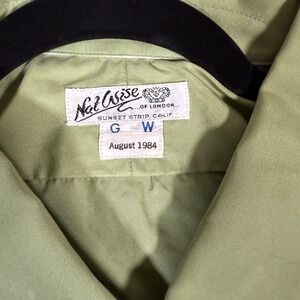 Nat Wise
...OF LONDON...
SUNSET STRIP, CALIF.
G W
August 1984